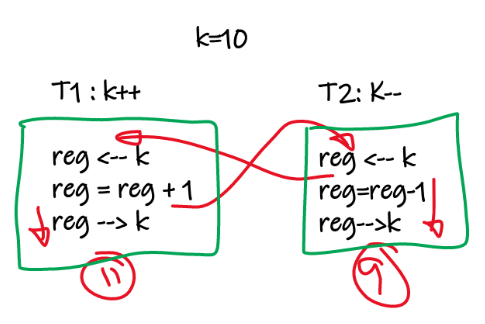 k=10
T1 : k++
reg <-- k
reg = reg + 1
reg --> k
11
T2: K--
reg <-- k
reg=reg-1
reg-->k
9